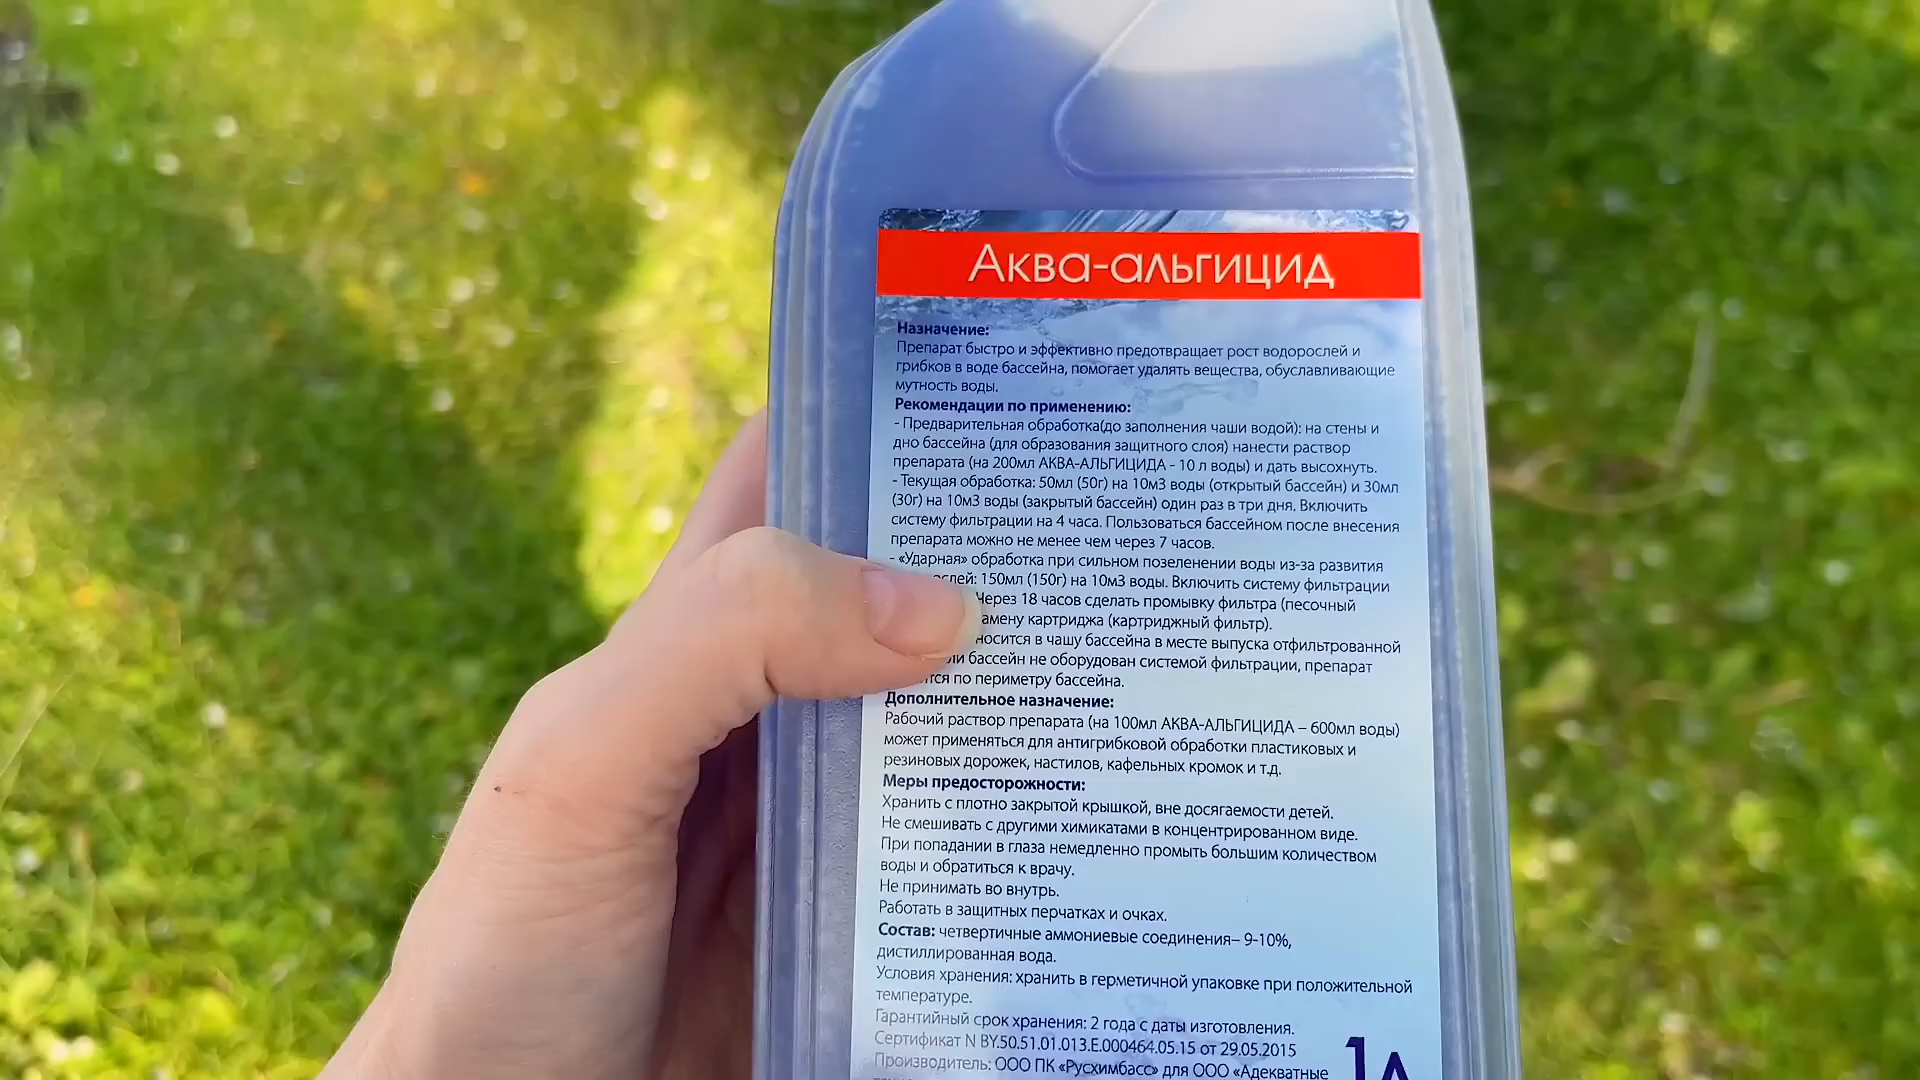 Аква-альгицид
Назначение:
Препарат быстро и эффективно предотвращает рост водорослей и
грибков в воде бассейна, помогает удалять вещества, обуславливающие
мутность воды.
Рекомендации по применению:
- Предварительная обработка(до заполнения чаши водой): на стены и
дно бассейна (для образования защитного слоя) нанести раствор
препарата (на 200мл АКВА-АЛЬГИЦИДА - 10 л воды) и дать высохнуть.
- Текущая обработка: 50мл (50г) на 10м3 воды (открытый бассейн) и 30мл
(30г) на 10м3 воды (закрытый бассейн) один раз в три дня. Включить
систему фильтрации на 4 часа. Пользоваться бассейном после внесения
препарата можно не менее чем через 7 часов.
- «Ударная» обработка при сильном позеленении воды из-за развития
150мл (150г) на 10м3 воды. Включить систему фильтрации
Через 18 часов сделать промывку фильтра (песочный
картриджа (картриджный фильтр).
в чашу бассейна в месте выпуска отфильтрованной
бассейн не оборудован системой фильтрации, препарат
по периметру бассейна.
Дополнительное назначение:
Рабочий раствор препарата (на 100мл АКВА-АЛЬГИЦИДА – 600мл воды)
может применяться для антигрибковой обработки пластиковых и
резиновых дорожек, настилов, кафельных кромок и т.д.
Меры предосторожности:
Хранить с плотно закрытой крышкой, вне досягаемости детей.
Не смешивать с другими химикатами в концентрированном виде.
При попадании в глаза немедленно промыть большим количеством
воды и обратиться к врачу.
Не принимать во внутрь.
Работать в защитных перчатках и очках.
Состав: четвертичные аммониевые соединения– 9-10%,
дистиллированная вода.
Условия хранения: хранить в герметичной упаковке при положительной
температуре.
Гарантийный срок хранения: 2 года с даты изготовления.
Сертификат N BY.50.51.01.013.E.000464.05.15 от 29.05.2015
Производитель: ООО ПК «Русхимбасс» для ООО «Адекватные
1л